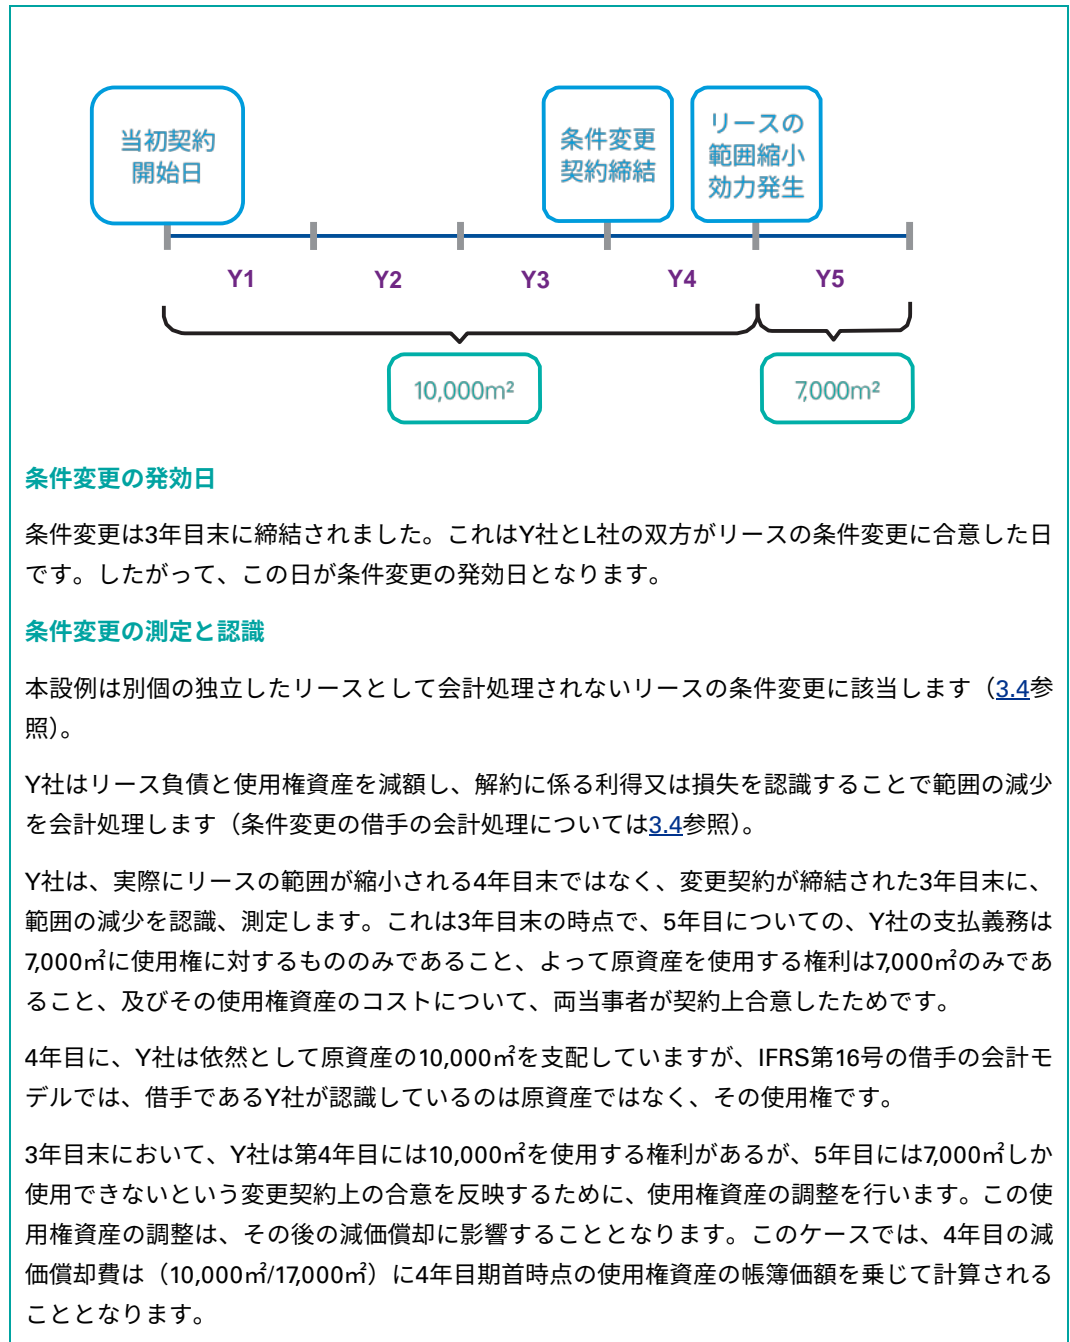 当初契約
開始日
条件変更
契約締結
リースの
範囲縮小
効力発生
Y1
Y2
Y3
Y4
Y5
10,000m²
7,000m²
条件変更の発効日
条件変更は3年目末に締結されました。これはY社とL社の双方がリースの条件変更に合意した日
です。したがって、この日が条件変更の発効日となります。
条件変更の測定と認識
本設例は別個の独立したリースとして会計処理されないリースの条件変更に該当します（3.4参
照）。
Y社はリース負債と使用権資産を減額し、解約に係る利得又は損失を認識することで範囲の減少
を会計処理します（条件変更の借手の会計処理については3.4参照）。
Y社は、実際にリースの範囲が縮小される4年目末ではなく、変更契約が締結された3年目末に、
範囲の減少を認識、測定します。これは3年目末の時点で、5年目についての、Y社の支払義務は
7,000㎡に使用権に対するもののみであること、よって原資産を使用する権利は7,000㎡のみであ
ること、及びその使用権資産のコストについて、両当事者が契約上合意したためです。
4年目に、Y社は依然として原資産の10,000㎡を支配していますが、IFRS第16号の借手の会計モ
デルでは、借手であるY社が認識しているのは原資産ではなく、その使用権です。
3年目末において、Y社は第4年目には10,000㎡を使用する権利があるが、5年目には7,000㎡しか
使用できないという変更契約上の合意を反映するために、使用権資産の調整を行います。この使
用権資産の調整は、その後の減価償却に影響することとなります。このケースでは、4年目の減
価償却費は（10,000㎡/17,000㎡）に4年目期首時点の使用権資産の帳簿価額を乗じて計算される
こととなります。